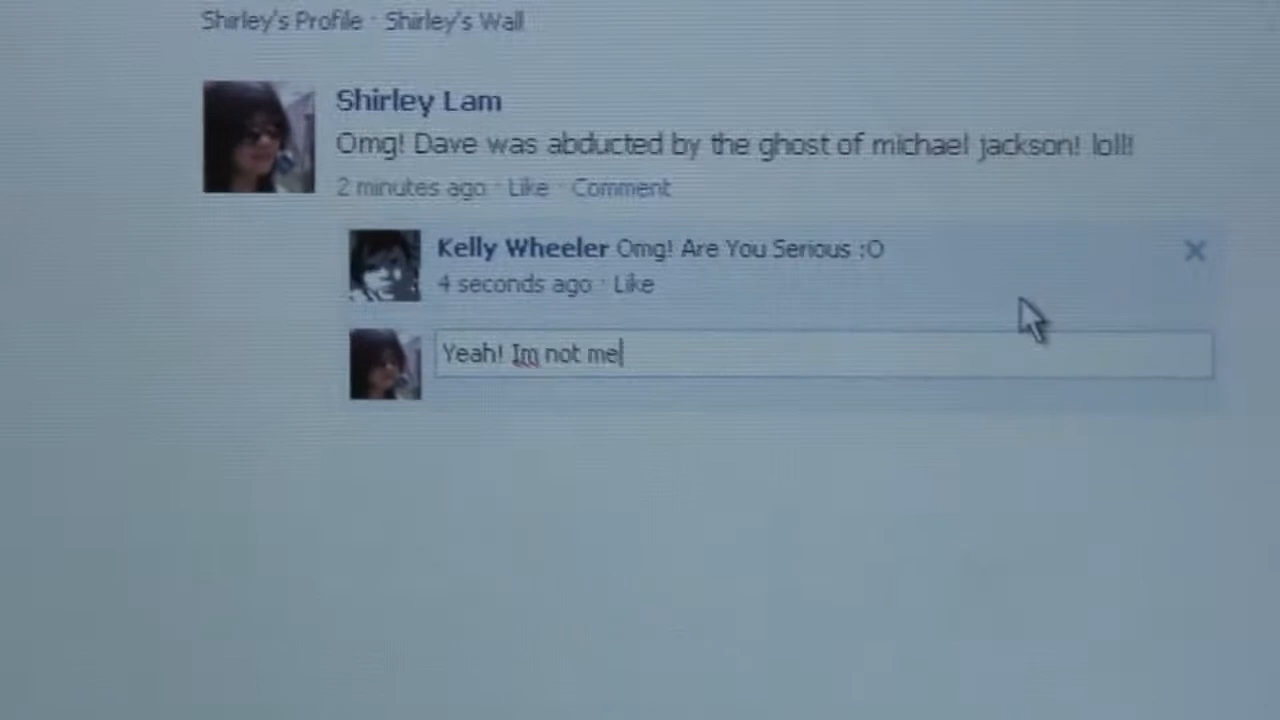 Shirley's Profile · Shirley's Wall
Shirley Lam
Omg! Dave was abducted by the ghost of michael jackson! loll!
2 minutes ago · Like · Comment
Kelly Wheeler Omg! Are You Serious :O
4 seconds ago · Like
Yeah! Im not me